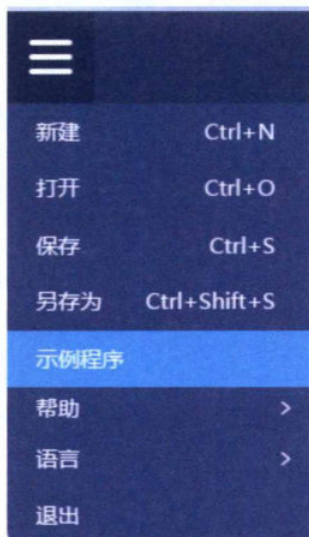 新建 Ctrl+N
打开 Ctrl+O
保存 Ctrl+S
另存为 Ctrl+Shift+S
示例程序
帮助 >
语言 >
退出